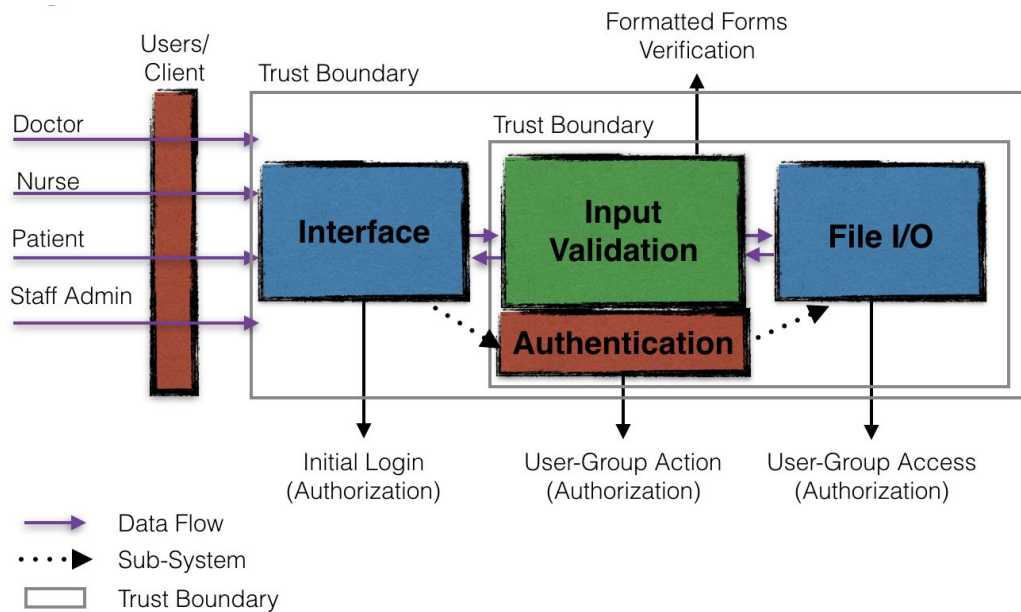 Formatted Forms
Verification
Users/
Client
Trust Boundary
Trust Boundary
Doctor
Nurse
Patient
Staff Admin
Interface
Input
Validation
File I/O
Authentication
Initial Login
(Authorization)
User-Group Action
(Authorization)
User-Group Access
(Authorization)
Data Flow
Sub-System
Trust Boundary